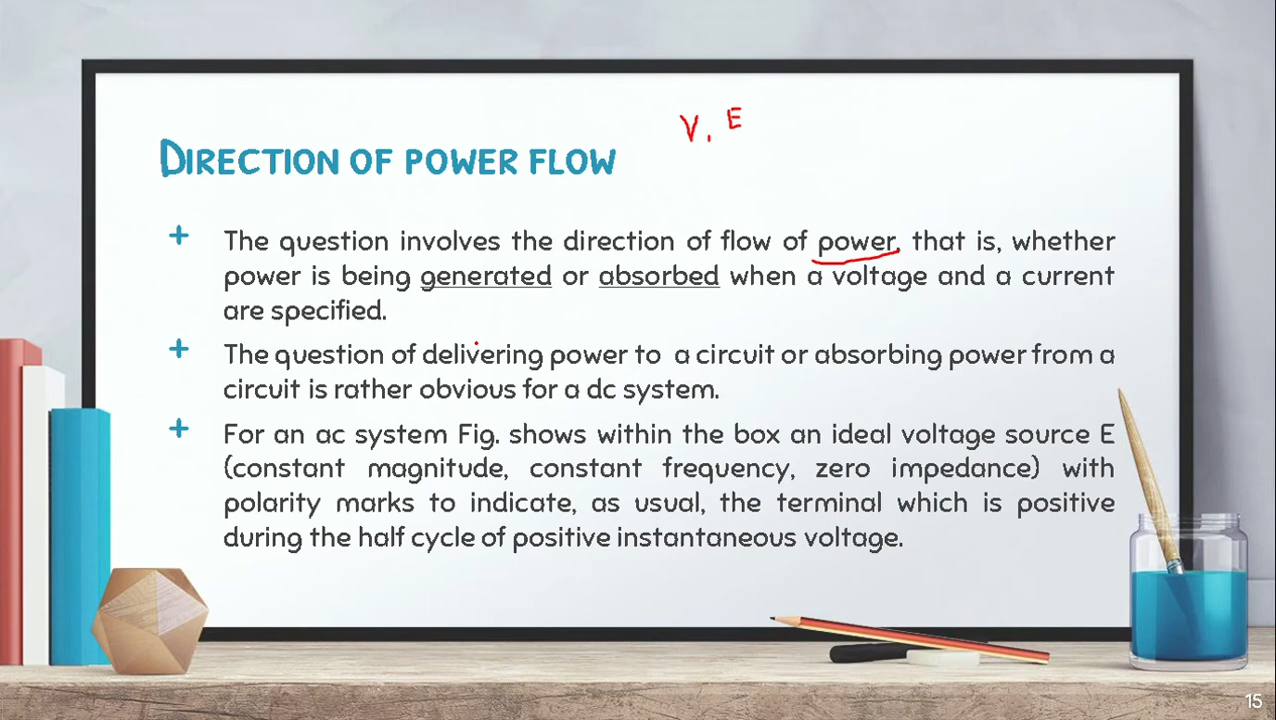 V, E
DIRECTION OF POWER FLOW
+ The question involves the direction of flow of power, that is, whether
power is being generated or absorbed when a voltage and a current
are specified.
+ The question of delivering power to a circuit or absorbing power from a
circuit is rather obvious for a dc system.
+ For an ac system Fig. shows within the box an ideal voltage source E
(constant magnitude, constant frequency, zero impedance) with
polarity marks to indicate, as usual, the terminal which is positive
during the half cycle of positive instantaneous voltage.
15